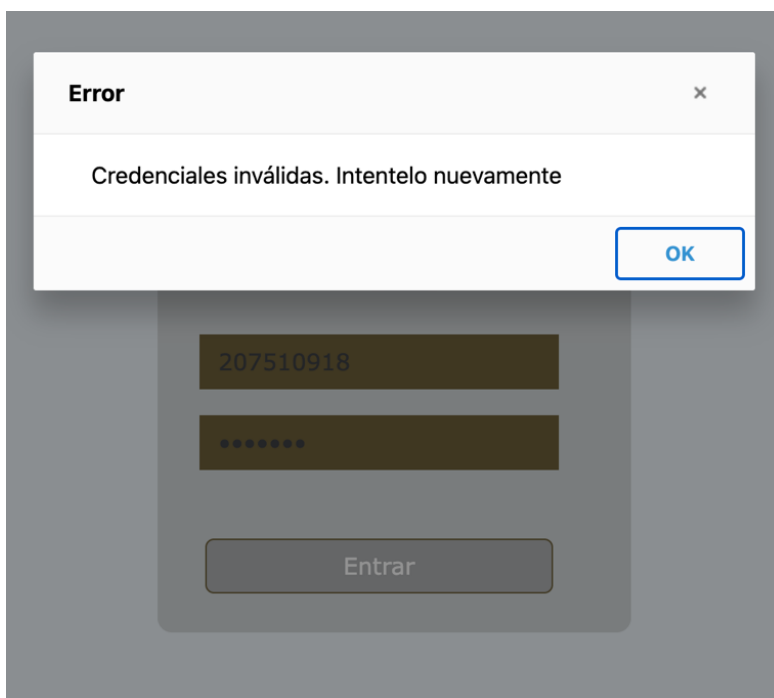 Error
×
Credenciales inválidas. Intentelo nuevamente
OK
207510918
•••••••
Entrar